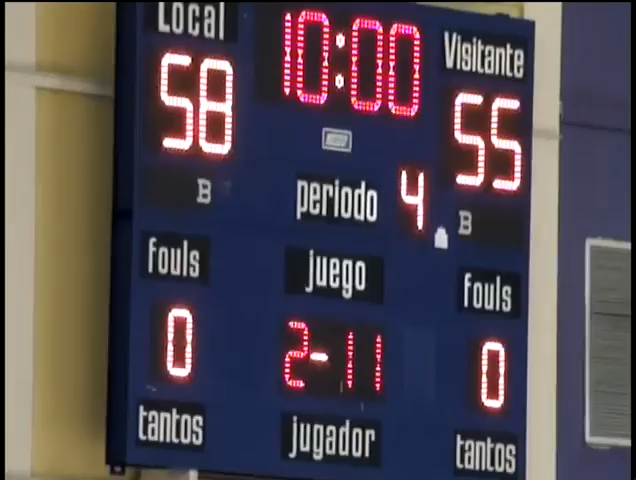 Local 10:00 Visitante
58 55
B periodo 4 B
fouls juego fouls
0 2-11 0
tantos jugador tantos